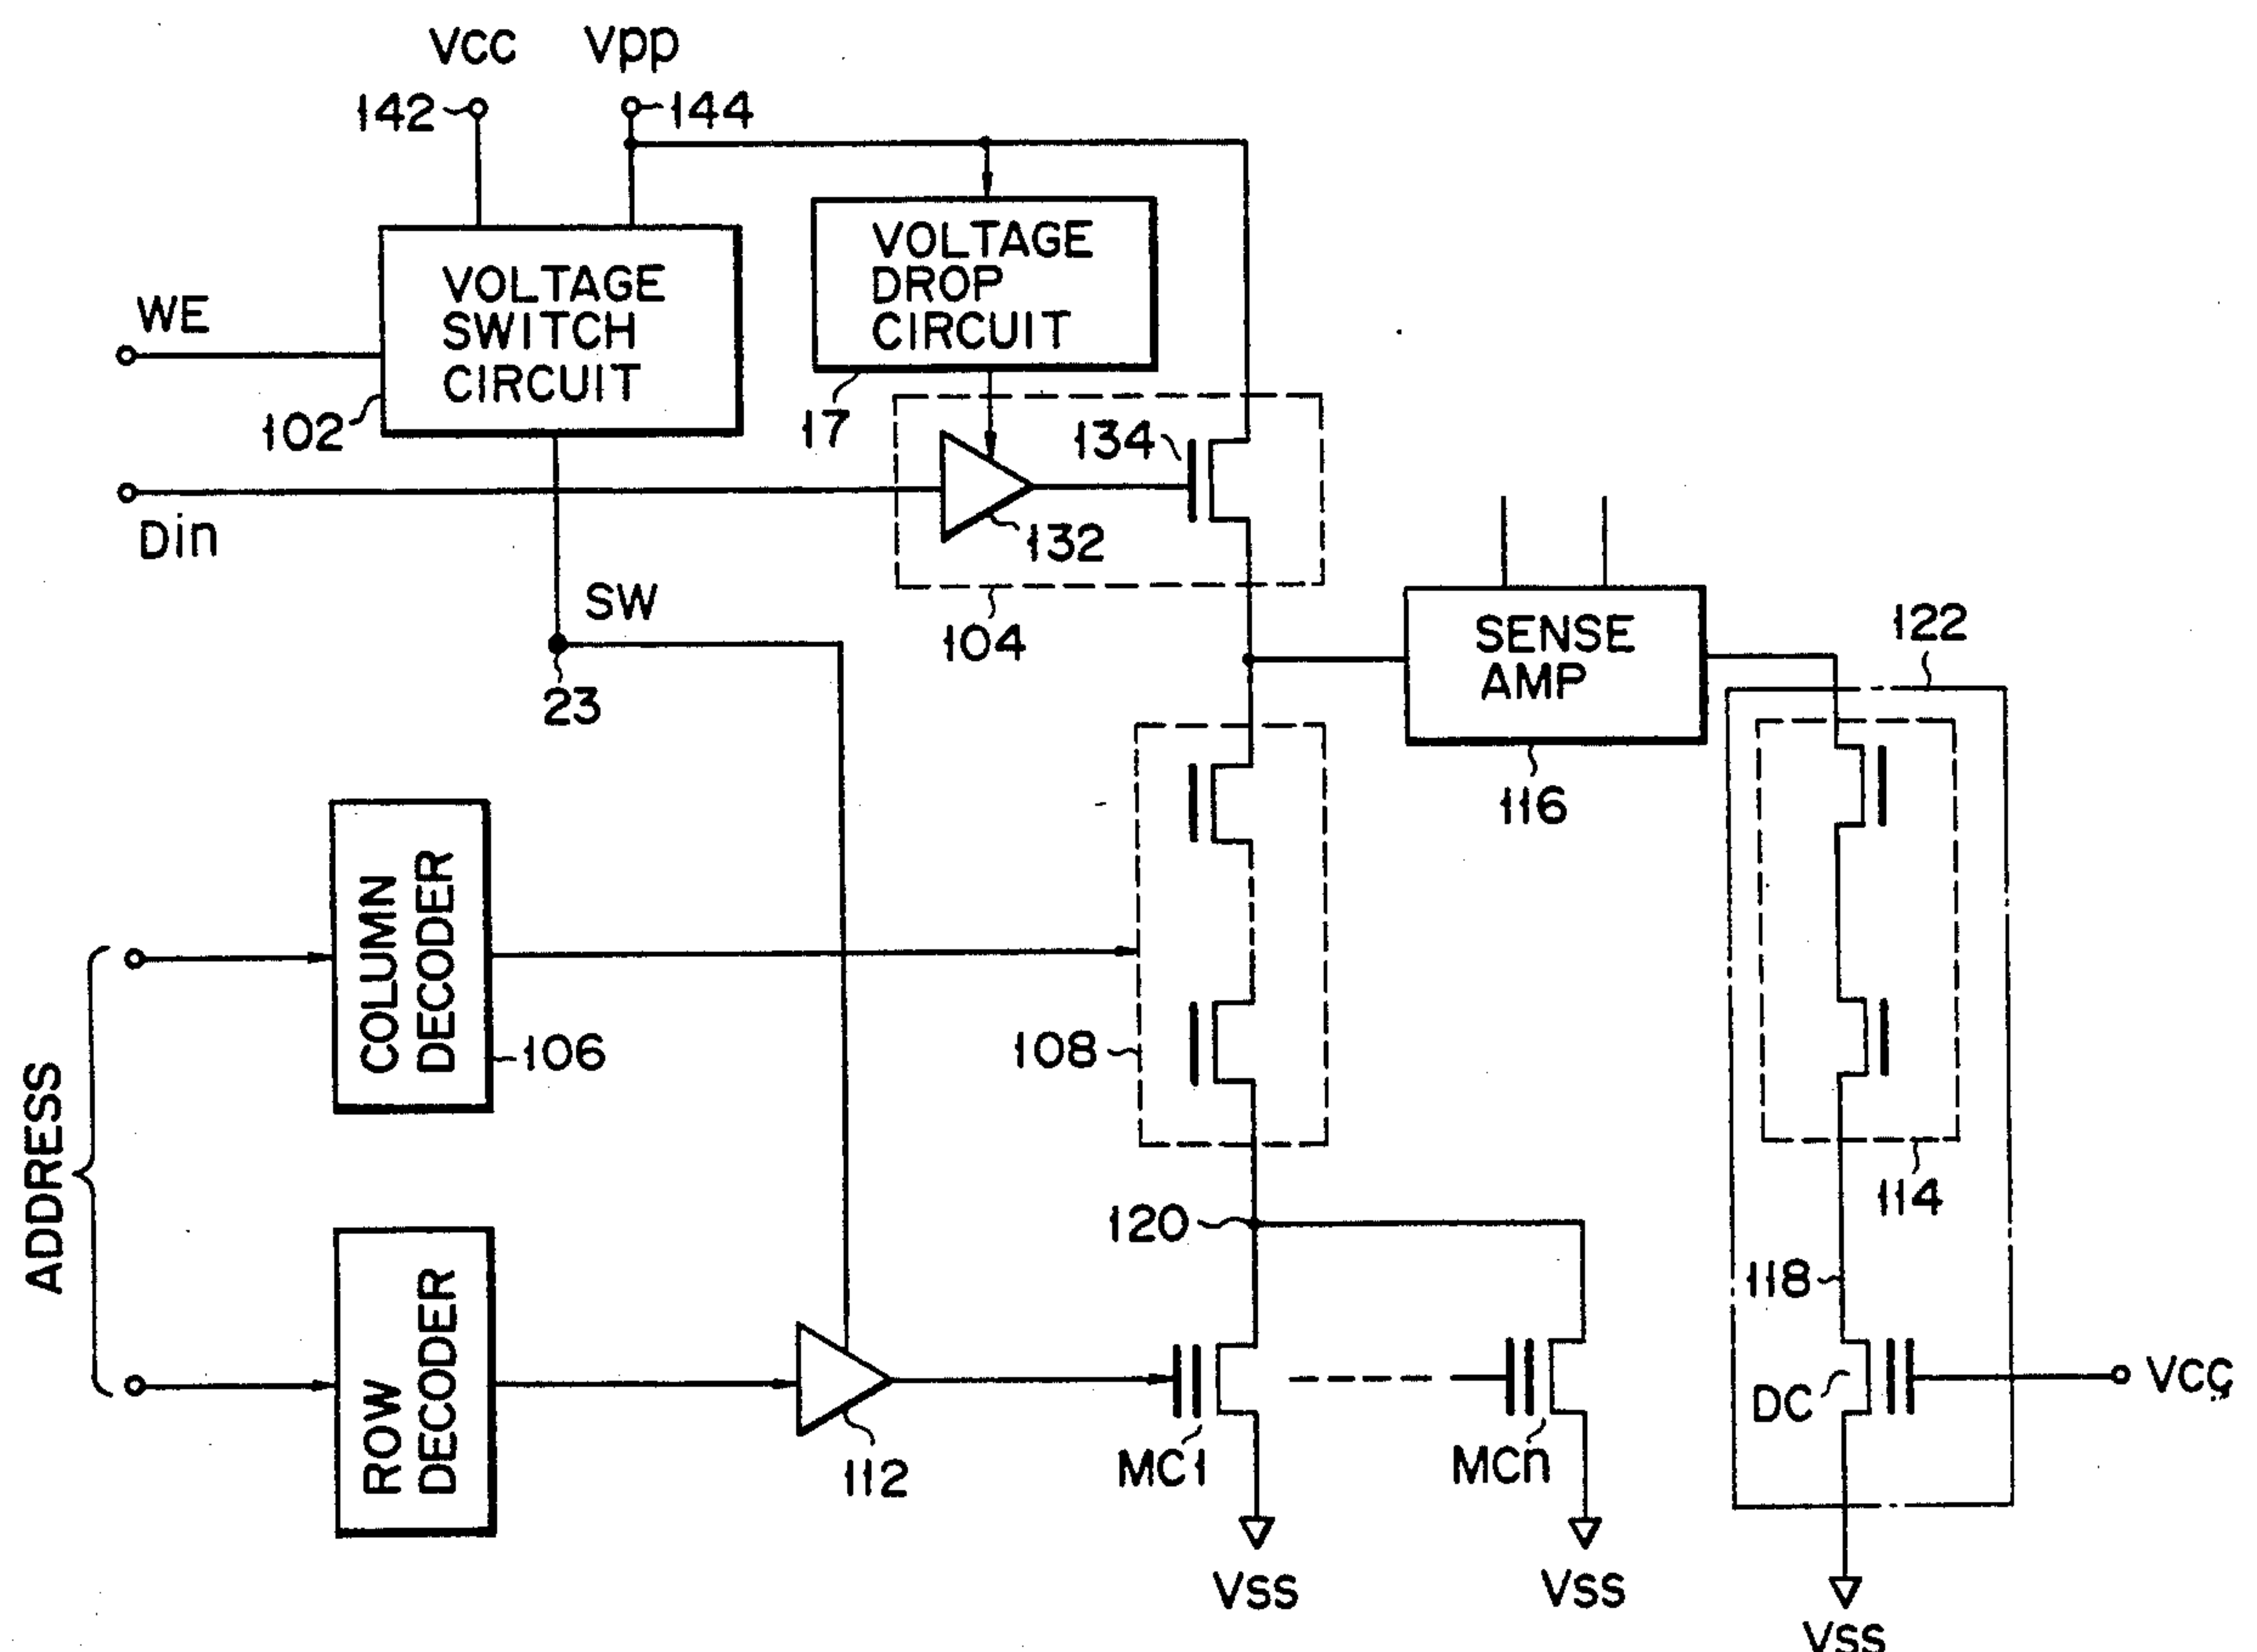 VCC
Vpp
142
144
VOLTAGE
SWITCH
CIRCUIT
VOLTAGE
DROP
CIRCUIT
WE
102
17
134
Din
132
SW
104
23
SENSE
AMP
122
116
COLUMN
DECODER
106
108
114
ADDRESS
120
118
ROW
DECODER
112
MC1
MCn
DC
VCC
VSS
VSS
VSS